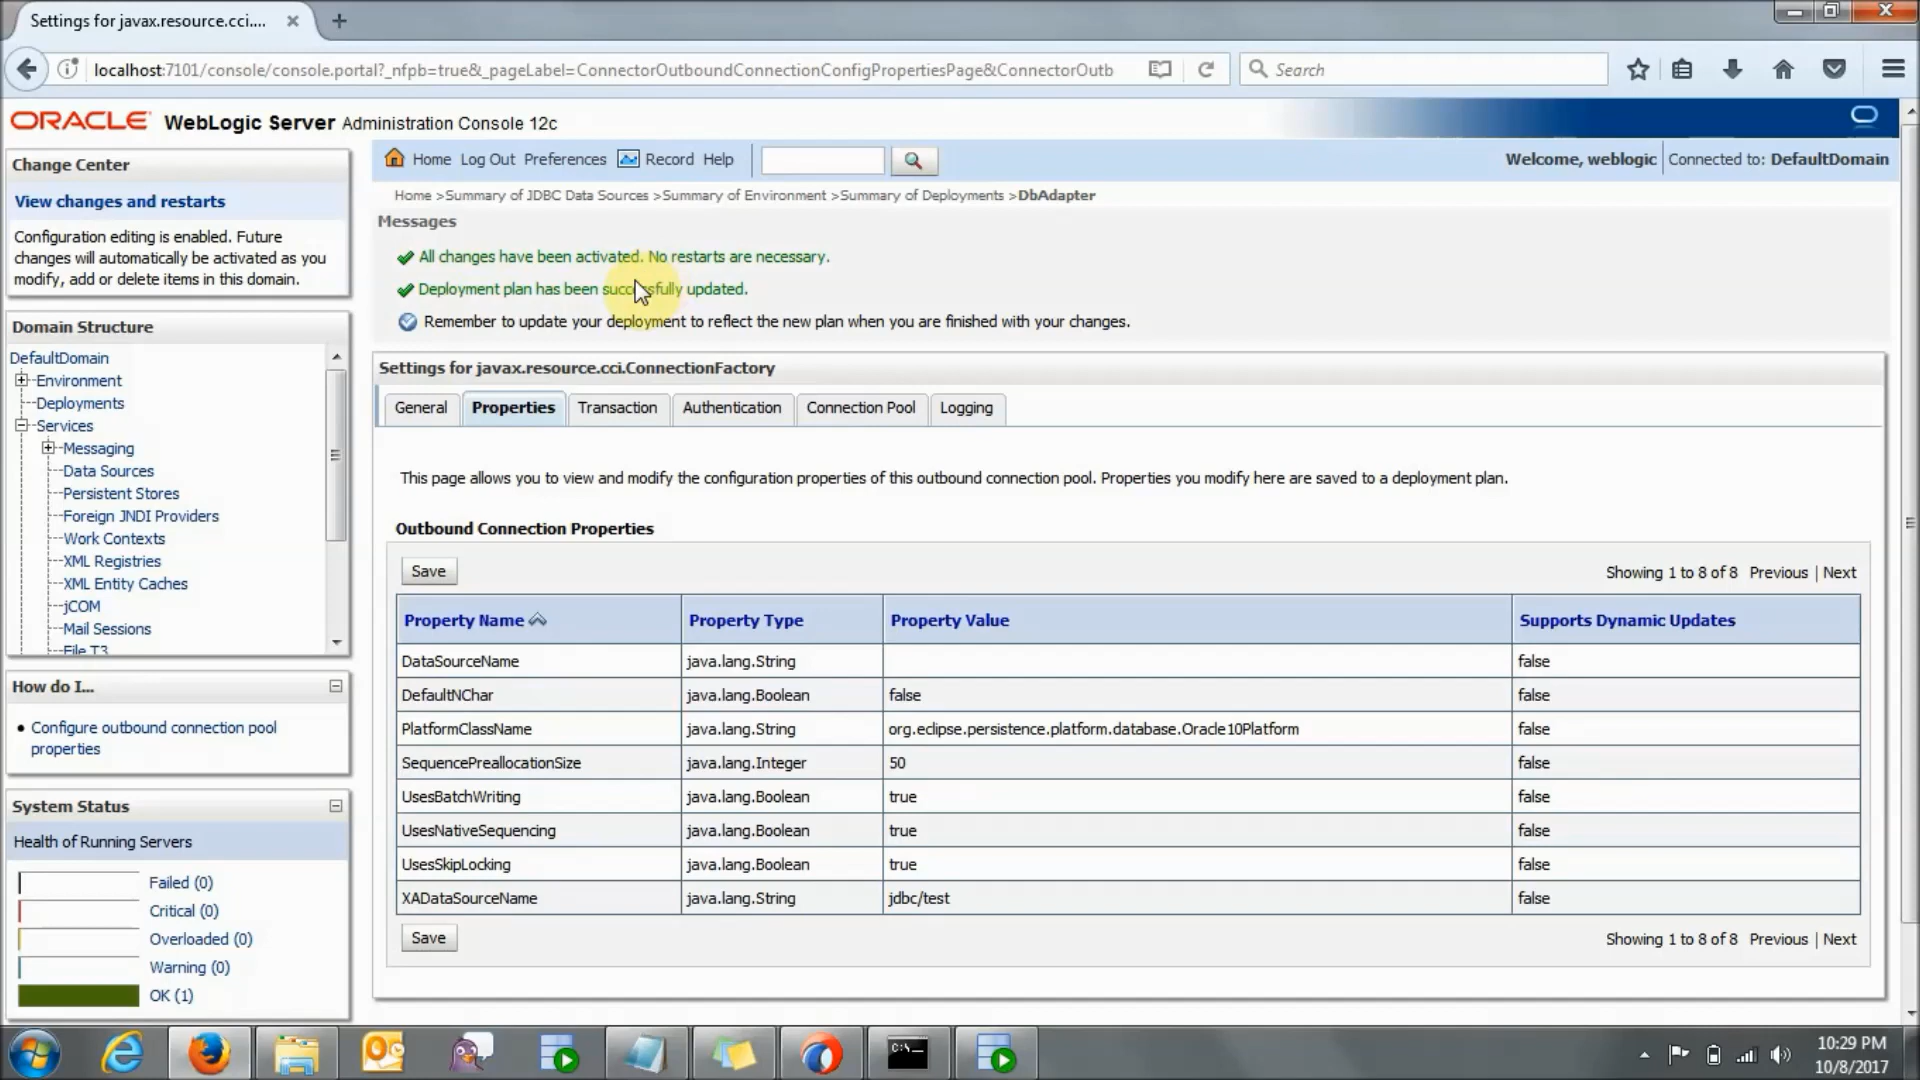 Settings for javax.resource.cci....
localhost:7101/console/console.portal?_nfpb=true&_pageLabel=ConnectorOutboundConnectionConfigPropertiesPage&ConnectorOutb
Search
ORACLE WebLogic Server Administration Console 12c
Change Center
View changes and restarts
Configuration editing is enabled. Future
changes will automatically be activated as you
modify, add or delete items in this domain.
Domain Structure
DefaultDomain
Environment
Deployments
Services
Messaging
Data Sources
Persistent Stores
Foreign JNDI Providers
Work Contexts
XML Registries
XML Entity Caches
jCOM
Mail Sessions
File T3
How do I...
Configure outbound connection pool
properties
System Status
Health of Running Servers
Failed (0)
Critical (0)
Overloaded (0)
Warning (0)
OK (1)
Home Log Out Preferences Record Help
Welcome, weblogic Connected to: DefaultDomain
Home >Summary of JDBC Data Sources >Summary of Environment >Summary of Deployments >DbAdapter
Messages
All changes have been activated. No restarts are necessary.
Deployment plan has been successfully updated.
Remember to update your deployment to reflect the new plan when you are finished with your changes.
Settings for javax.resource.cci.ConnectionFactory
General Properties Transaction Authentication Connection Pool Logging
This page allows you to view and modify the configuration properties of this outbound connection pool. Properties you modify here are saved to a deployment plan.
Outbound Connection Properties
Save
Showing 1 to 8 of 8 Previous | Next
Property Name Property Type Property Value Supports Dynamic Updates
DataSourceName java.lang.String false
DefaultNChar java.lang.Boolean false false
PlatformClassName java.lang.String org.eclipse.persistence.platform.database.Oracle10Platform false
SequencePreallocationSize java.lang.Integer 50 false
UsesBatchWriting java.lang.Boolean true false
UsesNativeSequencing java.lang.Boolean true false
UsesSkipLocking java.lang.Boolean true false
XADataSourceName java.lang.String jdbc/test false
Save
Showing 1 to 8 of 8 Previous | Next
10:29 PM
10/8/2017